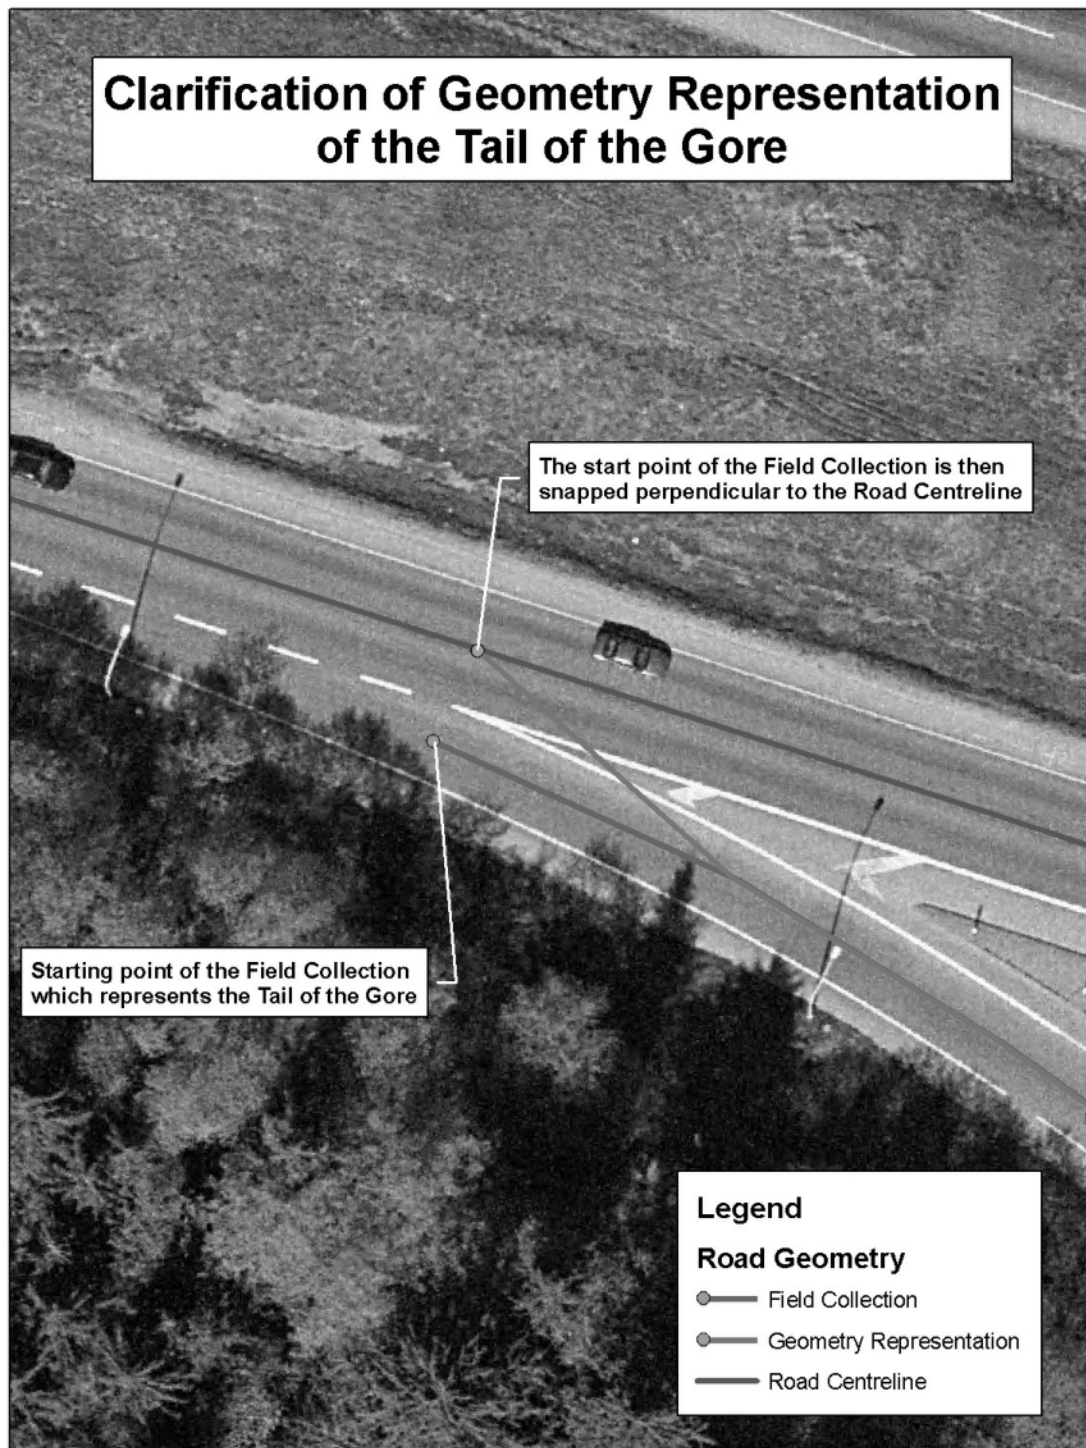 Clarification of Geometry Representation
of the Tail of the Gore
The start point of the Field Collection is then
snapped perpendicular to the Road Centreline
Starting point of the Field Collection
which represents the Tail of the Gore
Legend
Road Geometry
Field Collection
Geometry Representation
Road Centreline